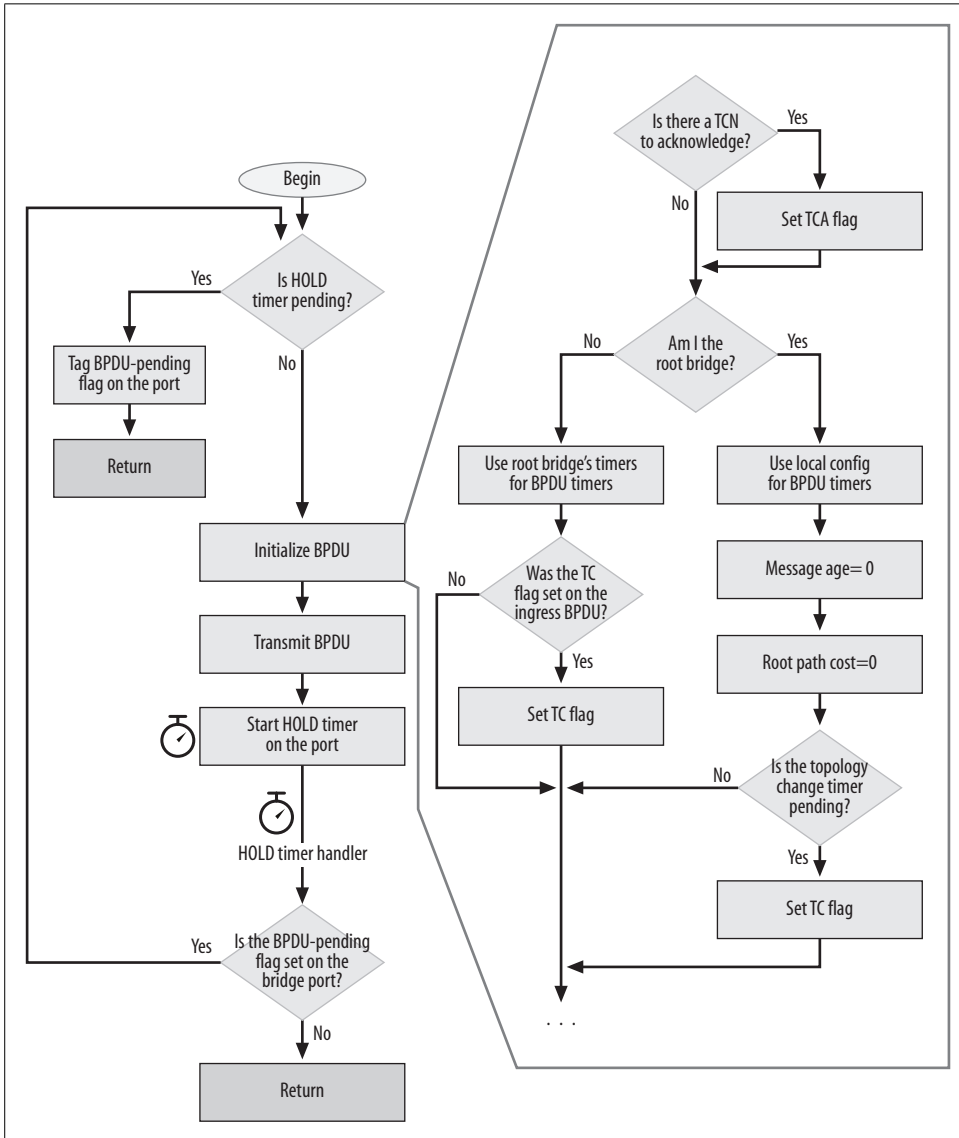 Begin
Is HOLD
timer pending?
Yes
No
Tag BPDU-pending
flag on the port
Return
Initialize BPDU
Transmit BPDU
Start HOLD timer
on the port
HOLD timer handler
Is the BPDU-pending
flag set on the
bridge port?
Yes
No
Return
Is there a TCN
to acknowledge?
Yes
No
Set TCA flag
Am I the
root bridge?
No
Yes
Use root bridge's timers
for BPDU timers
Was the TC
flag set on the
ingress BPDU?
No
Yes
Set TC flag
Use local config
for BPDU timers
Message age= 0
Root path cost=0
Is the topology
change timer
pending?
No
Yes
Set TC flag
. . .